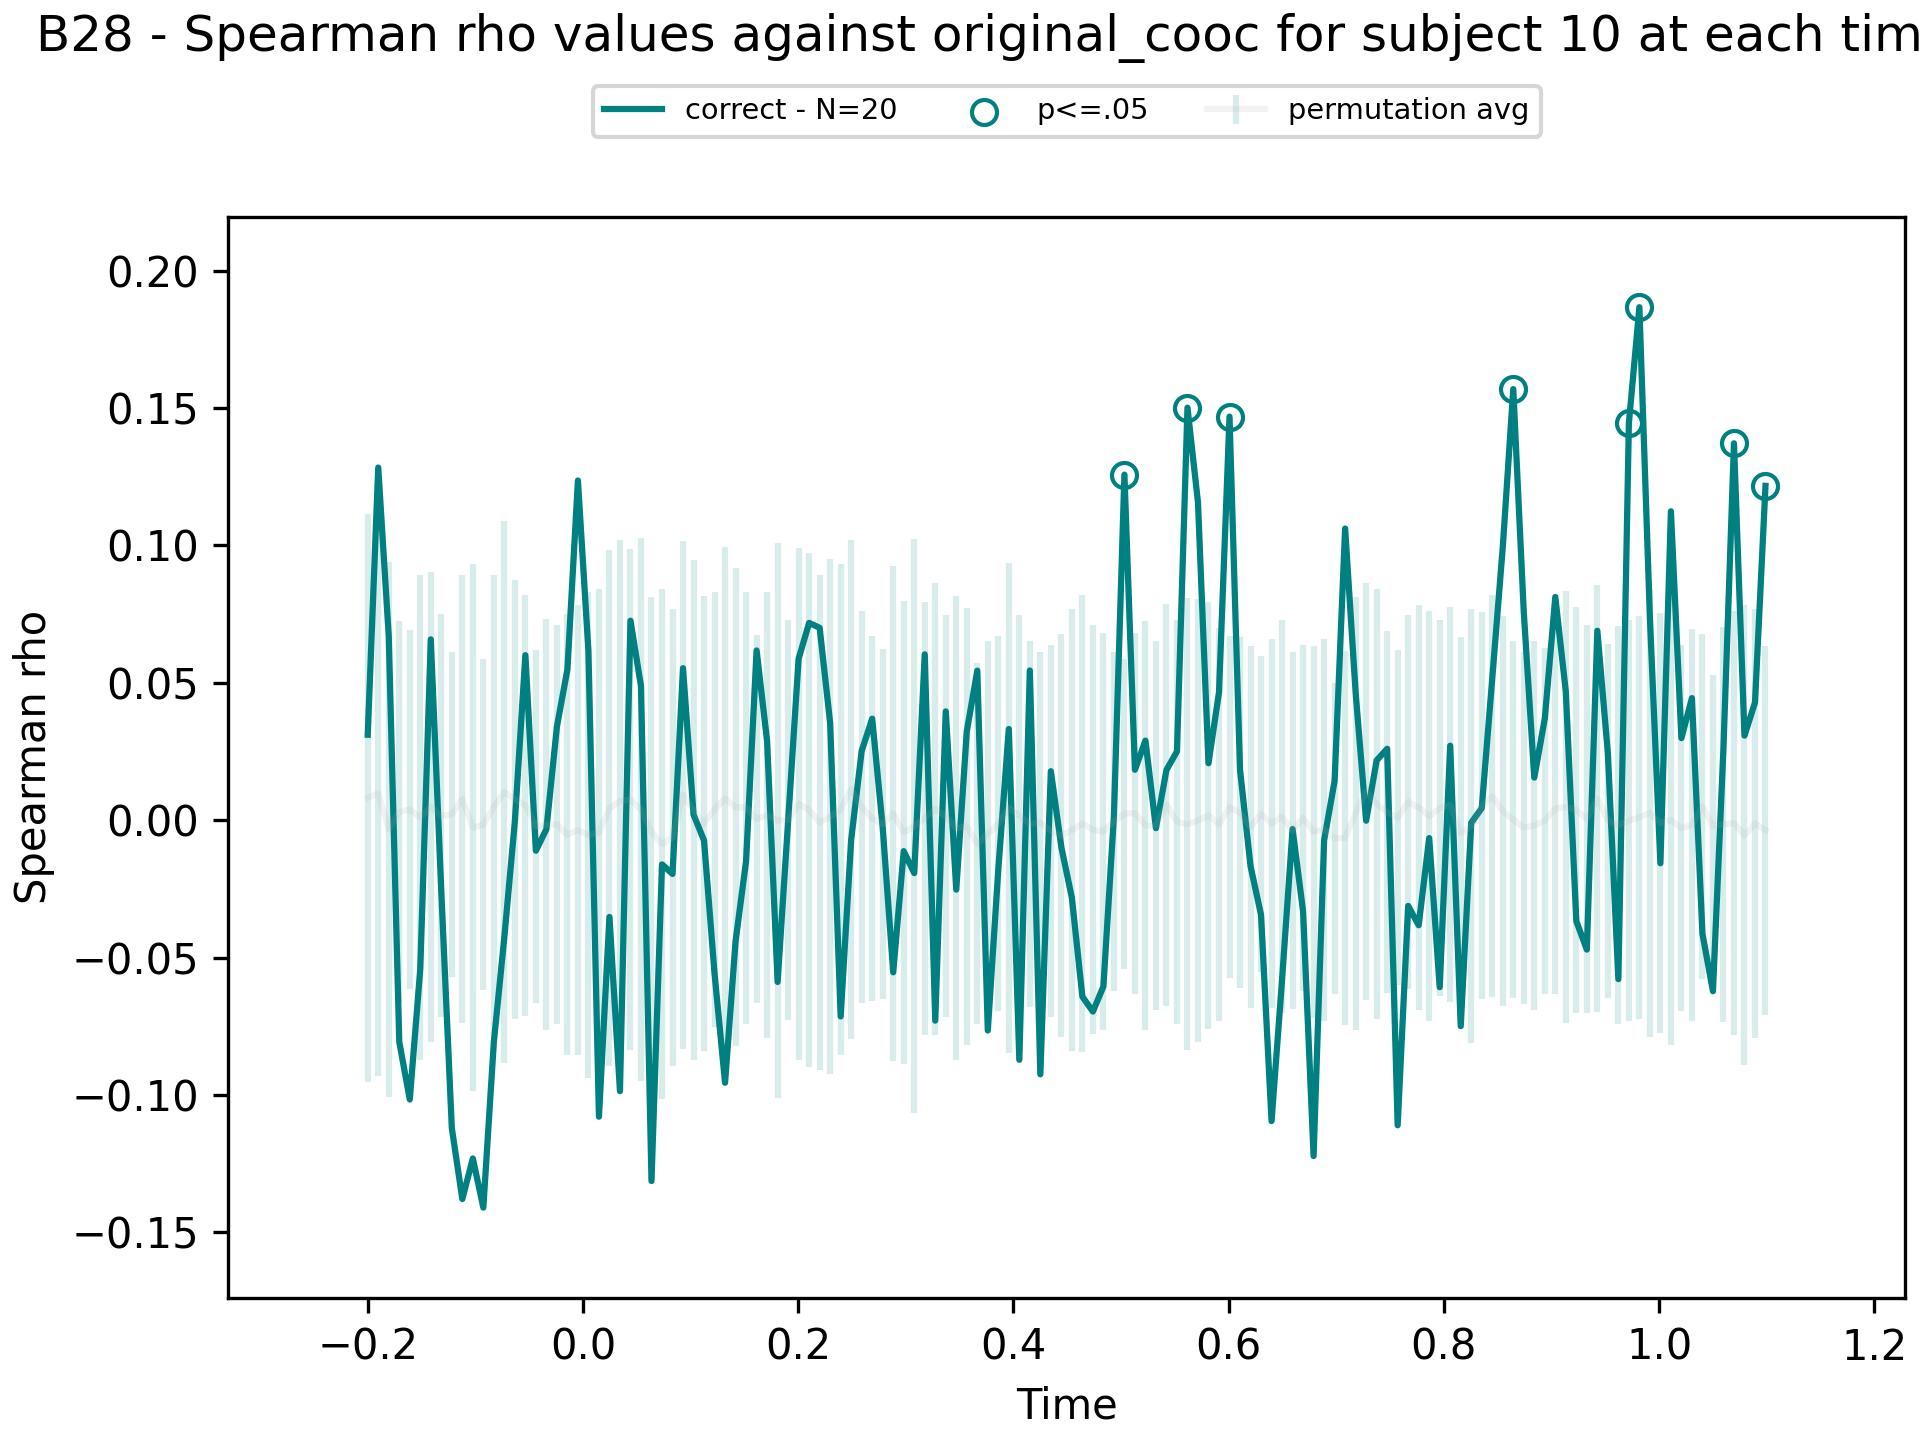 B28 - Spearman rho values against original_cooc for subject 10 at each tim
correct - N=20 p<=.05 permutation avg
0.20
0.15
0.10
0.05
0.00
−0.05
−0.10
−0.15
Spearman rho
−0.2 0.0 0.2 0.4 0.6 0.8 1.0 1.2
Time